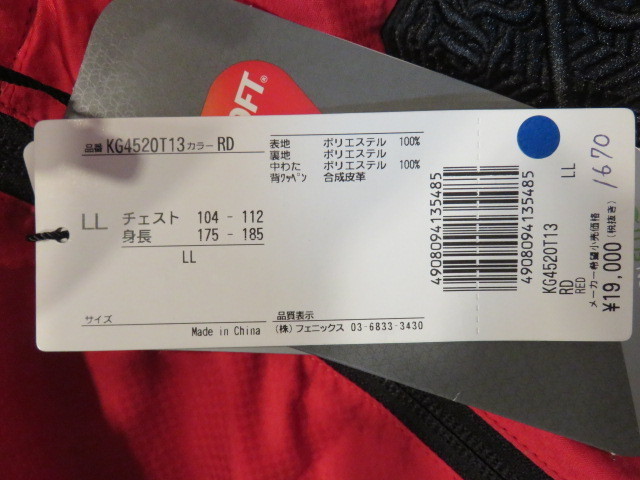 OFT®
品番 KG4520T13 カラー RD
表地 ポリエステル 100%
裏地 ポリエステル
中わた ポリエステル 100%
背ワッペン 合成皮革
LL チェスト 104 - 112
身長 175 - 185
LL
サイズ
Made in China
品質表示
(株) フェニックス 03-6833-3430
4908094135485
4908094135485
LL
KG4520T13
RD
RED
メーカー希望小売価格
¥19,000 (税抜き)
1670